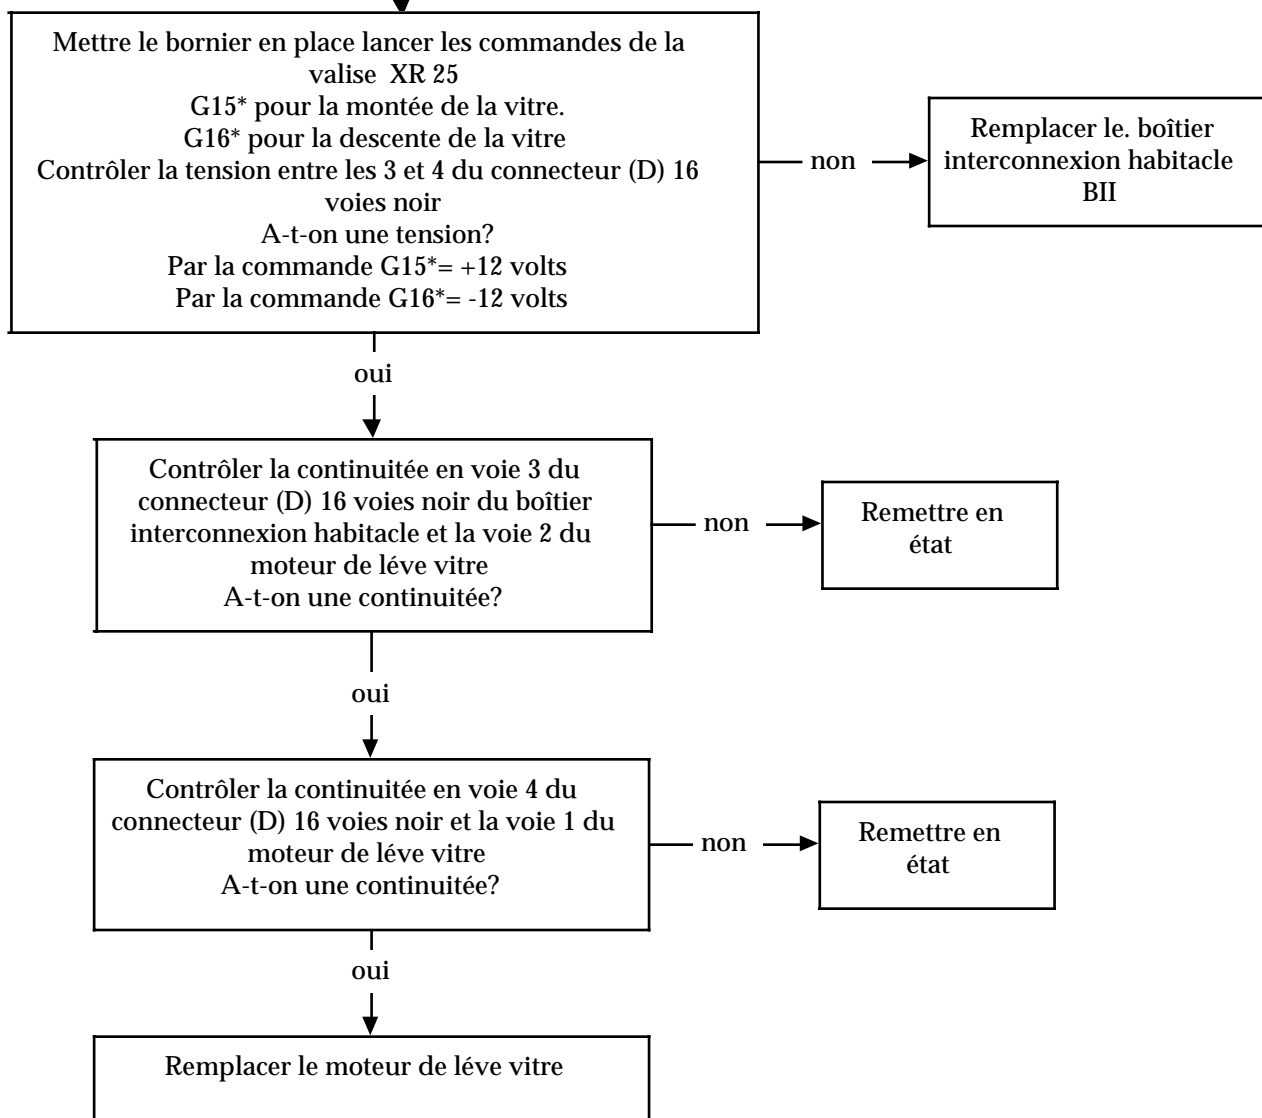 Mettre le bornier en place lancer les commandes de la
valise XR 25
G15* pour la montée de la vitre.
G16* pour la descente de la vitre
Contrôler la tension entre les 3 et 4 du connecteur (D) 16
voies noir
A-t-on une tension?
Par la commande G15*= +12 volts
Par la commande G16*= -12 volts
non
Remplacer le. boîtier
interconnexion habitacle
BII
oui
Contrôler la continuitée en voie 3 du
connecteur (D) 16 voies noir du boîtier
interconnexion habitacle et la voie 2 du
moteur de léve vitre
A-t-on une continuitée?
non
Remettre en
état
oui
Contrôler la continuitée en voie 4 du
connecteur (D) 16 voies noir et la voie 1 du
moteur de léve vitre
A-t-on une continuitée?
non
Remettre en
état
oui
Remplacer le moteur de léve vitre